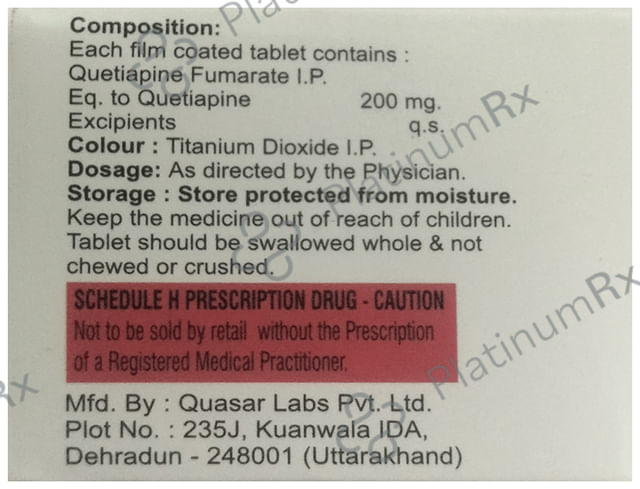 Composition:
Each film coated tablet contains :
Quetiapine Fumarate I.P.
Eq. to Quetiapine 200 mg.
Excipients q.s.
Colour : Titanium Dioxide I.P.
Dosage: As directed by the Physician.
Storage : Store protected from moisture.
Keep the medicine out of reach of children.
Tablet should be swallowed whole & not
chewed or crushed.
SCHEDULE H PRESCRIPTION DRUG - CAUTION
Not to be sold by retail without the Prescription
of a Registered Medical Practitioner.
Mfd. By : Quasar Labs Pvt. Ltd.
Plot No. : 235J, Kuanwala IDA,
Dehradun - 248001 (Uttarakhand)
PlatinumRx
PlatinumRx